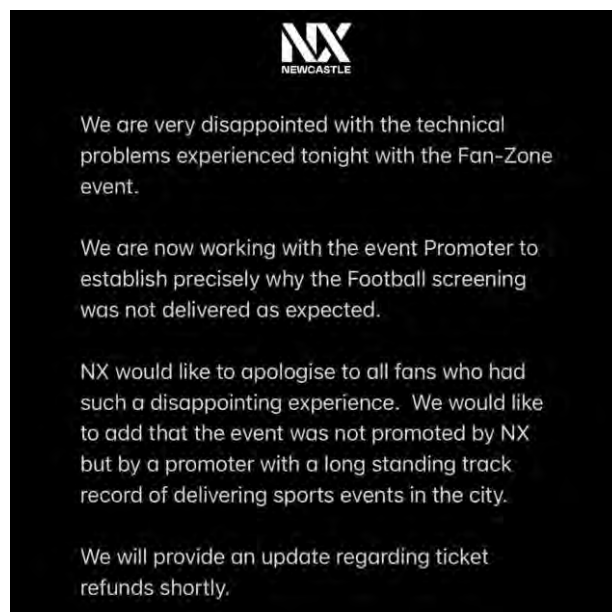 NX
NEWCASTLE
We are very disappointed with the technical
problems experienced tonight with the Fan-Zone
event.
We are now working with the event Promoter to
establish precisely why the Football screening
was not delivered as expected.
NX would like to apologise to all fans who had
such a disappointing experience.  We would like
to add that the event was not promoted by NX
but by a promoter with a long standing track
record of delivering sports events in the city.
We will provide an update regarding ticket
refunds shortly.